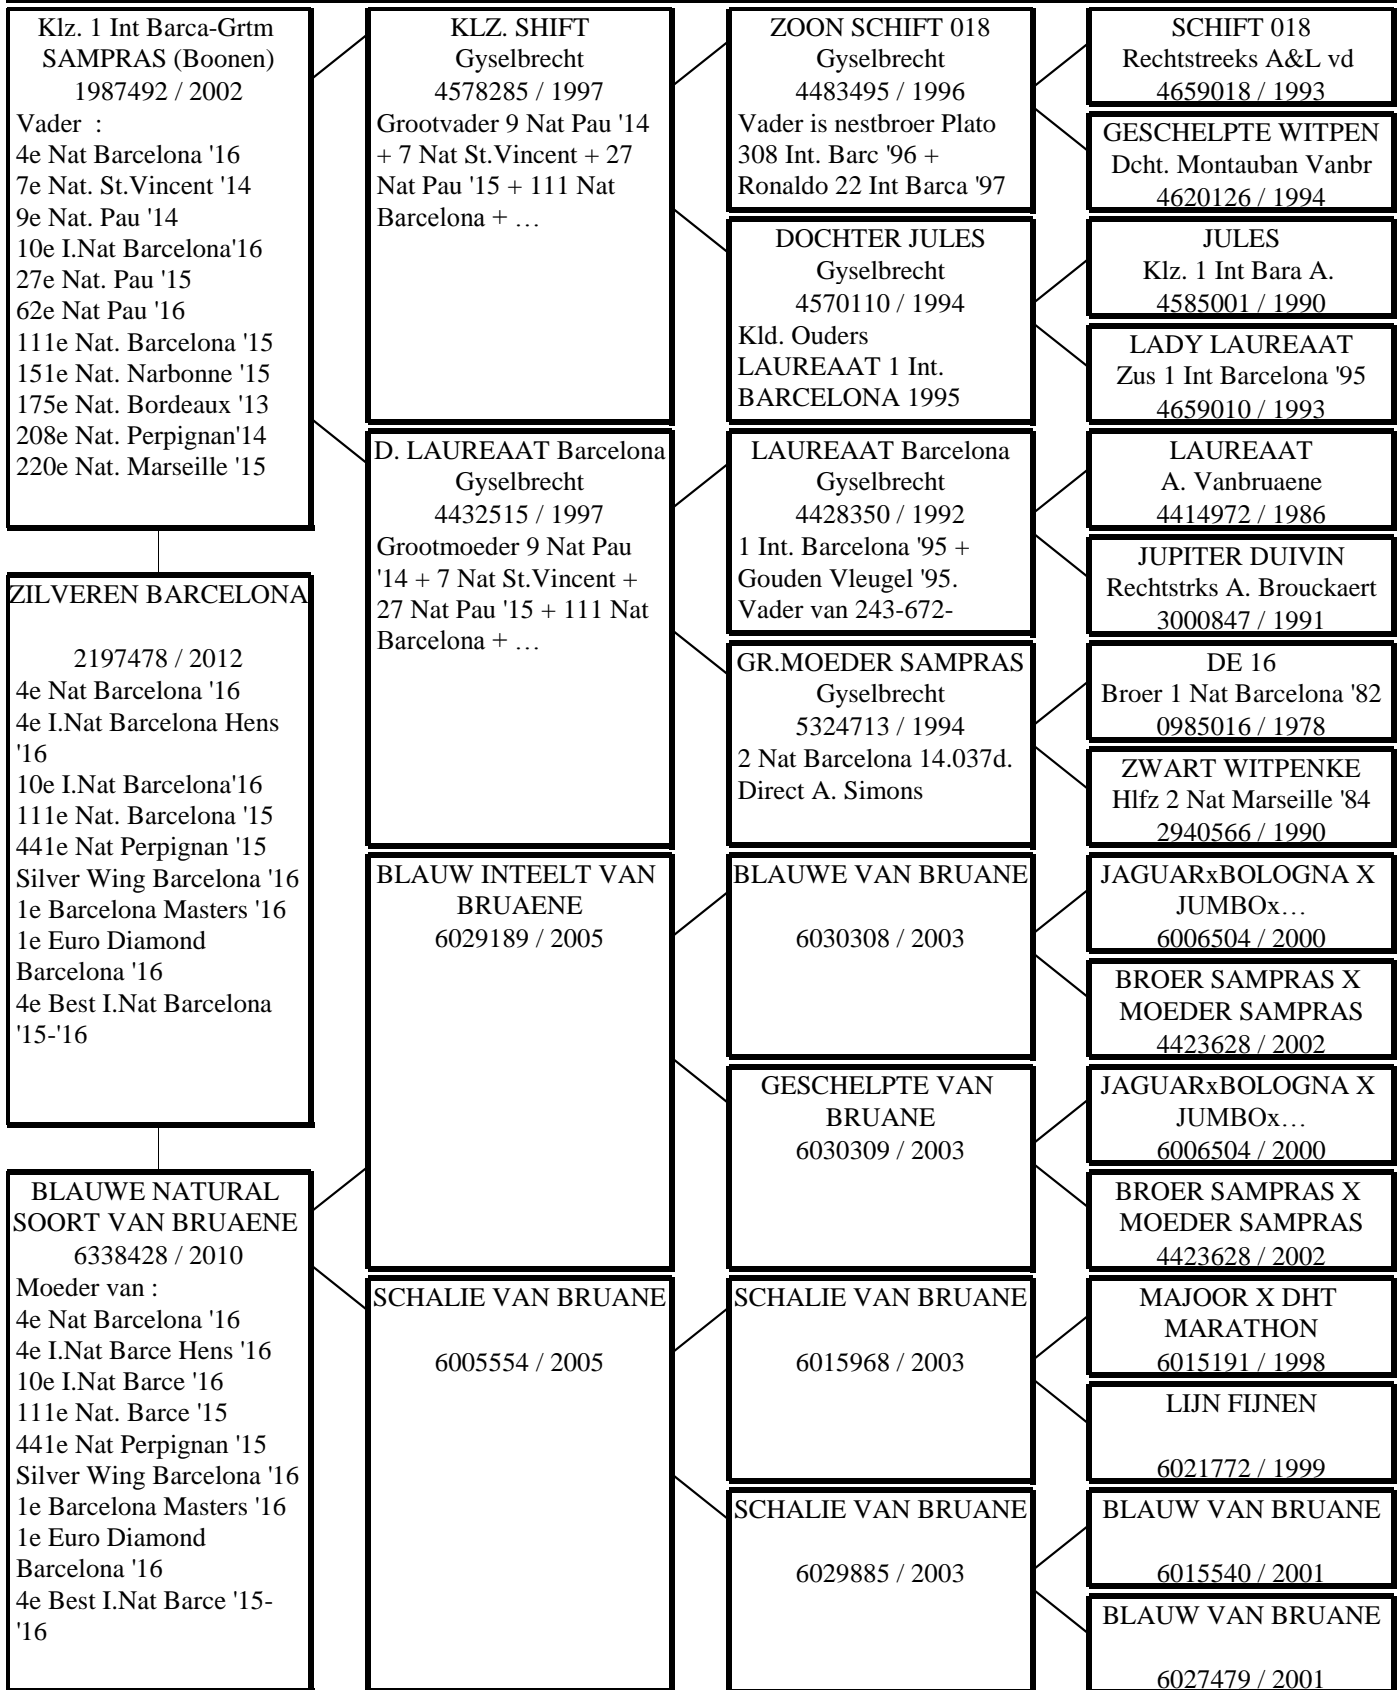 Klz. 1 Int Barca-Grtm
SAMPRAS (Boonen)
1987492 / 2002
Vader :
4e Nat Barcelona '16
7e Nat. St.Vincent '14
9e Nat. Pau '14
10e I.Nat Barcelona'16
27e Nat. Pau '15
62e Nat Pau '16
111e Nat. Barcelona '15
151e Nat. Narbonne '15
175e Nat. Bordeaux '13
208e Nat. Perpignan'14
220e Nat. Marseille '15
ZILVEREN BARCELONA
2197478 / 2012
4e Nat Barcelona '16
4e I.Nat Barcelona Hens
'16
10e I.Nat Barcelona'16
111e Nat. Barcelona '15
441e Nat Perpignan '15
Silver Wing Barcelona '16
1e Barcelona Masters '16
1e Euro Diamond
Barcelona '16
4e Best I.Nat Barcelona
'15-'16
BLAUWE NATURAL
SOORT VAN BRUAENE
6338428 / 2010
Moeder van :
4e Nat Barcelona '16
4e I.Nat Barce Hens '16
10e I.Nat Barce '16
111e Nat. Barce '15
441e Nat Perpignan '15
Silver Wing Barcelona '16
1e Barcelona Masters '16
1e Euro Diamond
Barcelona '16
4e Best I.Nat Barce '15-
'16
KLZ. SHIFT
Gyselbrecht
4578285 / 1997
Grootvader 9 Nat Pau '14
+ 7 Nat St.Vincent + 27
Nat Pau '15 + 111 Nat
Barcelona + …
D. LAUREAAT Barcelona
Gyselbrecht
4432515 / 1997
Grootmoeder 9 Nat Pau
'14 + 7 Nat St.Vincent +
27 Nat Pau '15 + 111 Nat
Barcelona + …
BLAUW INTEELT VAN
BRUAENE
6029189 / 2005
SCHALIE VAN BRUANE
6005554 / 2005
ZOON SCHIFT 018
Gyselbrecht
4483495 / 1996
Vader is nestbroer Plato
308 Int. Barc '96 +
Ronaldo 22 Int Barca '97
DOCHTER JULES
Gyselbrecht
4570110 / 1994
Kld. Ouders
LAUREAAT 1 Int.
BARCELONA 1995
LAUREAAT Barcelona
Gyselbrecht
4428350 / 1992
1 Int. Barcelona '95 +
Gouden Vleugel '95.
Vader van 243-672-
GR.MOEDER SAMPRAS
Gyselbrecht
5324713 / 1994
2 Nat Barcelona 14.037d.
Direct A. Simons
BLAUWE VAN BRUANE
6030308 / 2003
GESCHELPTE VAN
BRUANE
6030309 / 2003
SCHALIE VAN BRUANE
6015968 / 2003
SCHALIE VAN BRUANE
6029885 / 2003
SCHIFT 018
Rechtstreeks A&L vd
4659018 / 1993
GESCHELPTE WITPEN
Dcht. Montauban Vanbr
4620126 / 1994
JULES
Klz. 1 Int Bara A.
4585001 / 1990
LADY LAUREAAT
Zus 1 Int Barcelona '95
4659010 / 1993
LAUREAAT
A. Vanbruaene
4414972 / 1986
JUPITER DUIVIN
Rechtstrks A. Brouckaert
3000847 / 1991
DE 16
Broer 1 Nat Barcelona '82
0985016 / 1978
ZWART WITPENKE
Hlfz 2 Nat Marseille '84
2940566 / 1990
JAGUARxBOLOGNA X
JUMBOx…
6006504 / 2000
BROER SAMPRAS X
MOEDER SAMPRAS
4423628 / 2002
JAGUARxBOLOGNA X
JUMBOx…
6006504 / 2000
BROER SAMPRAS X
MOEDER SAMPRAS
4423628 / 2002
MAJOOR X DHT
MARATHON
6015191 / 1998
LIJN FIJNEN
6021772 / 1999
BLAUW VAN BRUANE
6015540 / 2001
BLAUW VAN BRUANE
6027479 / 2001